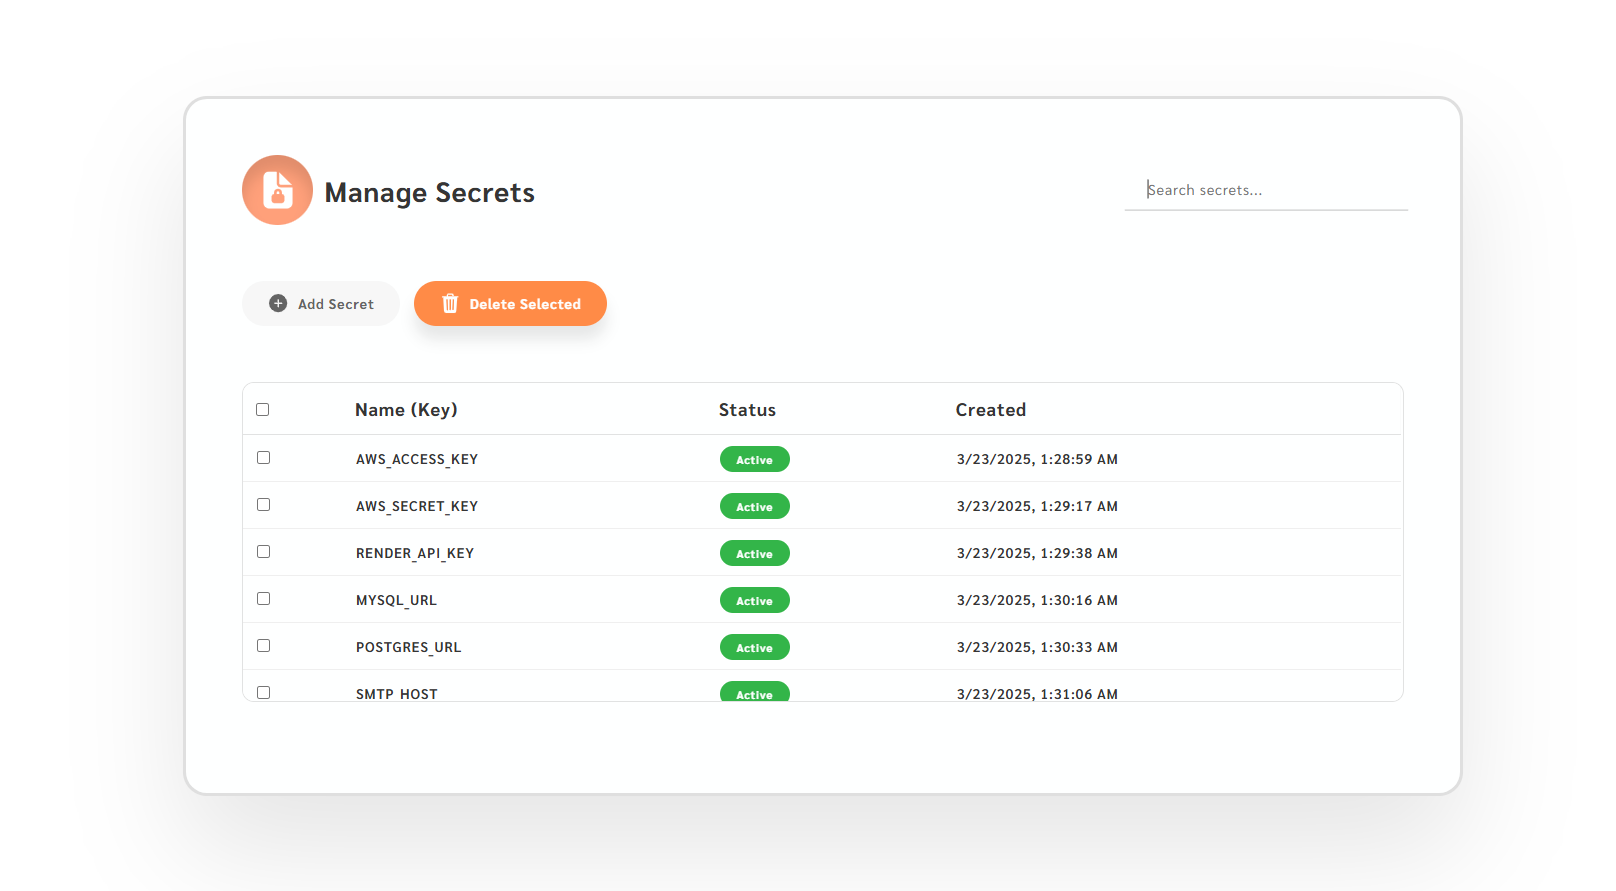 Manage Secrets
Search secrets...
Add Secret
Delete Selected
Name (Key) Status Created
AWS_ACCESS_KEY Active 3/23/2025, 1:28:59 AM
AWS_SECRET_KEY Active 3/23/2025, 1:29:17 AM
RENDER_API_KEY Active 3/23/2025, 1:29:38 AM
MYSQL_URL Active 3/23/2025, 1:30:16 AM
POSTGRES_URL Active 3/23/2025, 1:30:33 AM
SMTP_HOST Active 3/23/2025, 1:31:06 AM